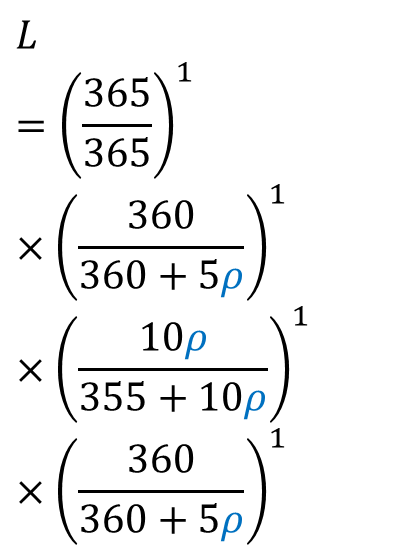 L
= (365/365)^1
× (360/(360 + 5ρ))^1
× (10ρ/(355 + 10ρ))^1
× (360/(360 + 5ρ))^1